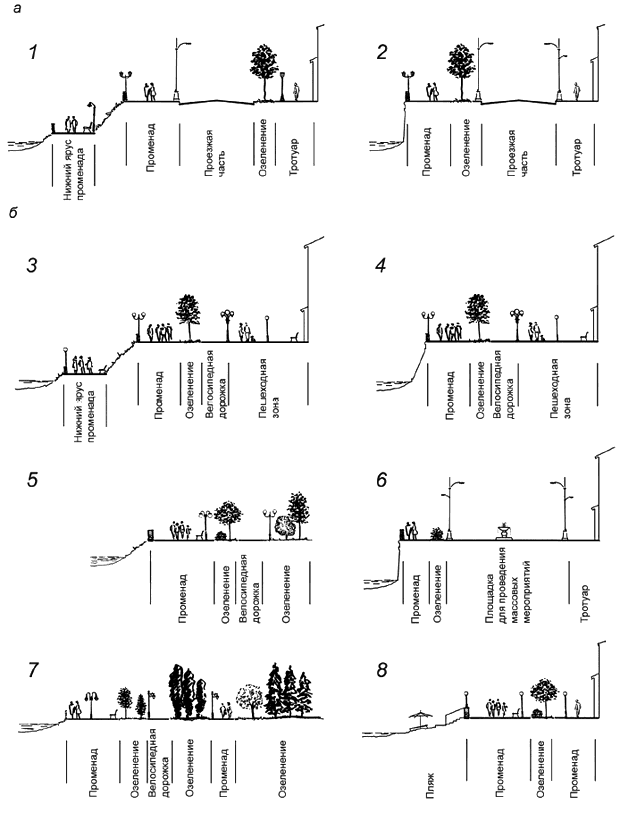 а
1
2
Нижний ярус
променада
Променад
Проезжая
часть
Озеленение
Тротуар
Променад
Озеленение
Проезжая
часть
Тротуар
б
3
4
Нижний ярус
променада
Променад
Озеленение
Велосипедная
дорожка
Пешеходная
зона
Променад
Озеленение
Велосипедная
дорожка
Пешеходная
зона
5
6
Променад
Озеленение
Велосипедная
дорожка
Озеленение
Променад
Озеленение
Площадка
для проведения
массовых
мероприятий
Тротуар
7
8
Променад
Озеленение
Велосипедная
дорожка
Озеленение
Променад
Озеленение
Пляж
Променад
Озеленение
Променад